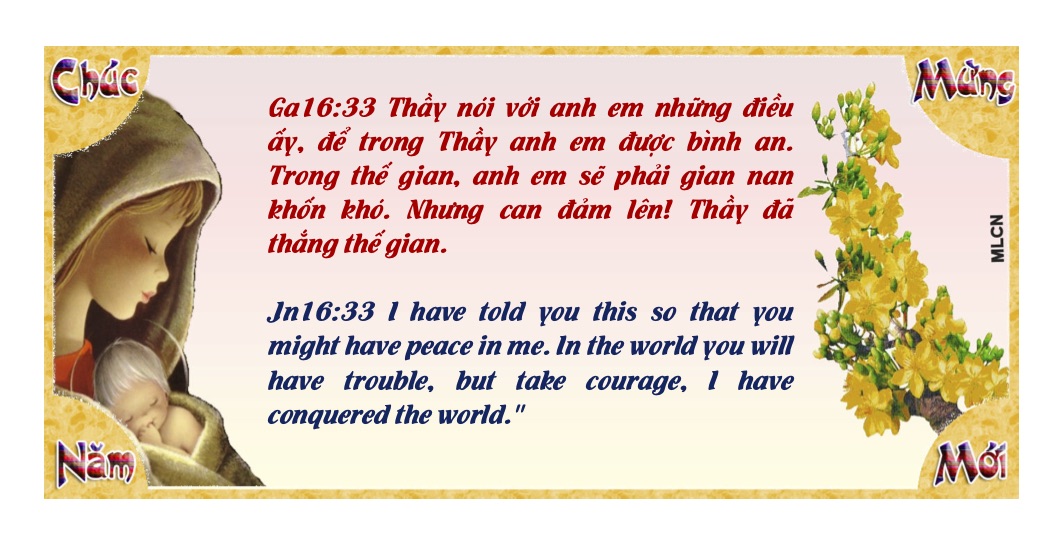 Chúc
Mừng
Ga16:33 Thầy nói với anh em những điều
ấy, để trong Thầy anh em được bình an.
Trong thế gian, anh em sẽ phải gian nan
khốn khó. Nhưng can đảm lên! Thầy đã
thắng thế gian.
MLCN
Jn16:33 I have told you this so that you
might have peace in me. In the world you will
have trouble, but take courage, I have
conquered the world."
Năm
Mới